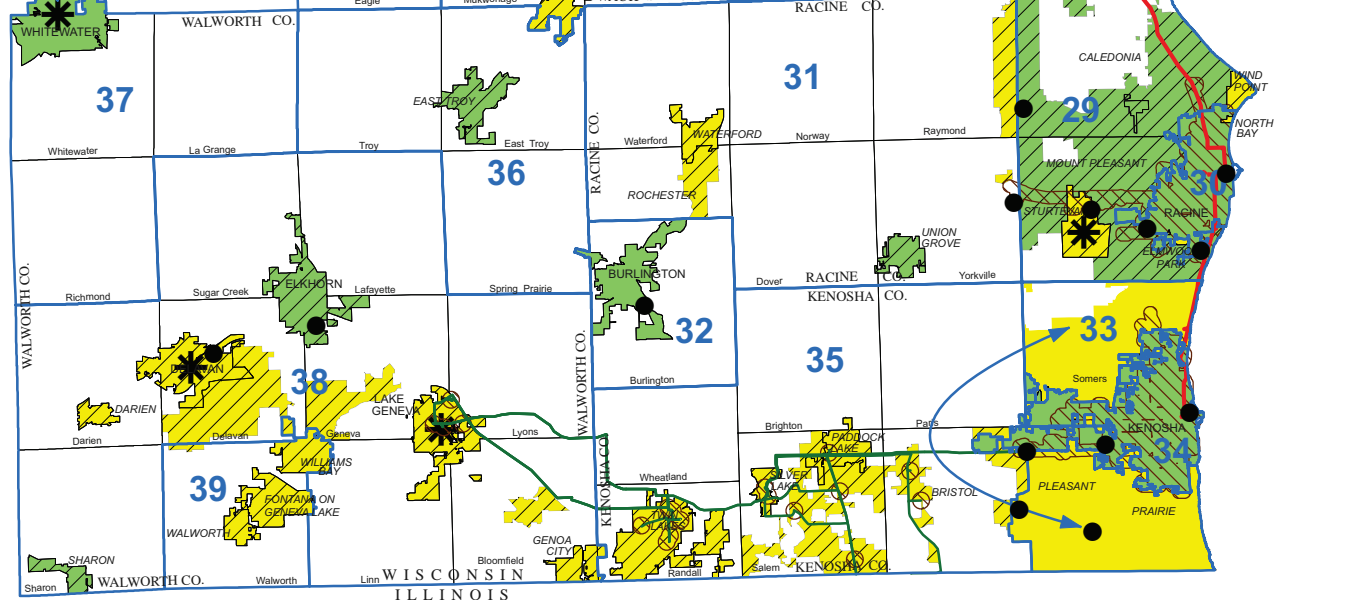 Eagle
Mukwonago
RACINE CO.
WALWORTH CO.
WHITEWATER
CALEDONIA
31
WIND
POINT
37
EAST TROY
29
NORTH
BAY
RACINE CO.
WATERFORD
Waterford
Norway
Raymond
Whitewater
La Grange
Troy
East Troy
36
MOUNT PLEASANT
30
ROCHESTER
STURTEVANT
RACINE
UNION
GROVE
ELMWOOD
PARK
BURLINGTON
WALWORTH CO.
ELKHORN
Richmond
Sugar Creek
Lafayette
Spring Prairie
Dover
RACINE CO.
Yorkville
KENOSHA CO.
32
33
35
WALWORTH CO.
DELAVAN
38
Burlington
Somers
LAKE
GENEVA
DARIEN
Darien
Delavan
Geneva
Lyons
Brighton
Paris
KENOSHA
PADDOCK
LAKE
34
WILLIAMS
BAY
KENOSHA CO.
Wheatland
SILVER
LAKE
BRISTOL
PLEASANT
PRAIRIE
39
FONTANA ON
GENEVA LAKE
WALWORTH
TWIN
LAKES
GENOA
CITY
SHARON
Sharon
WALWORTH CO.
Walworth
Linn
Bloomfield
Randall
Salem
KENOSHA CO.
WISCONSIN
ILLINOIS